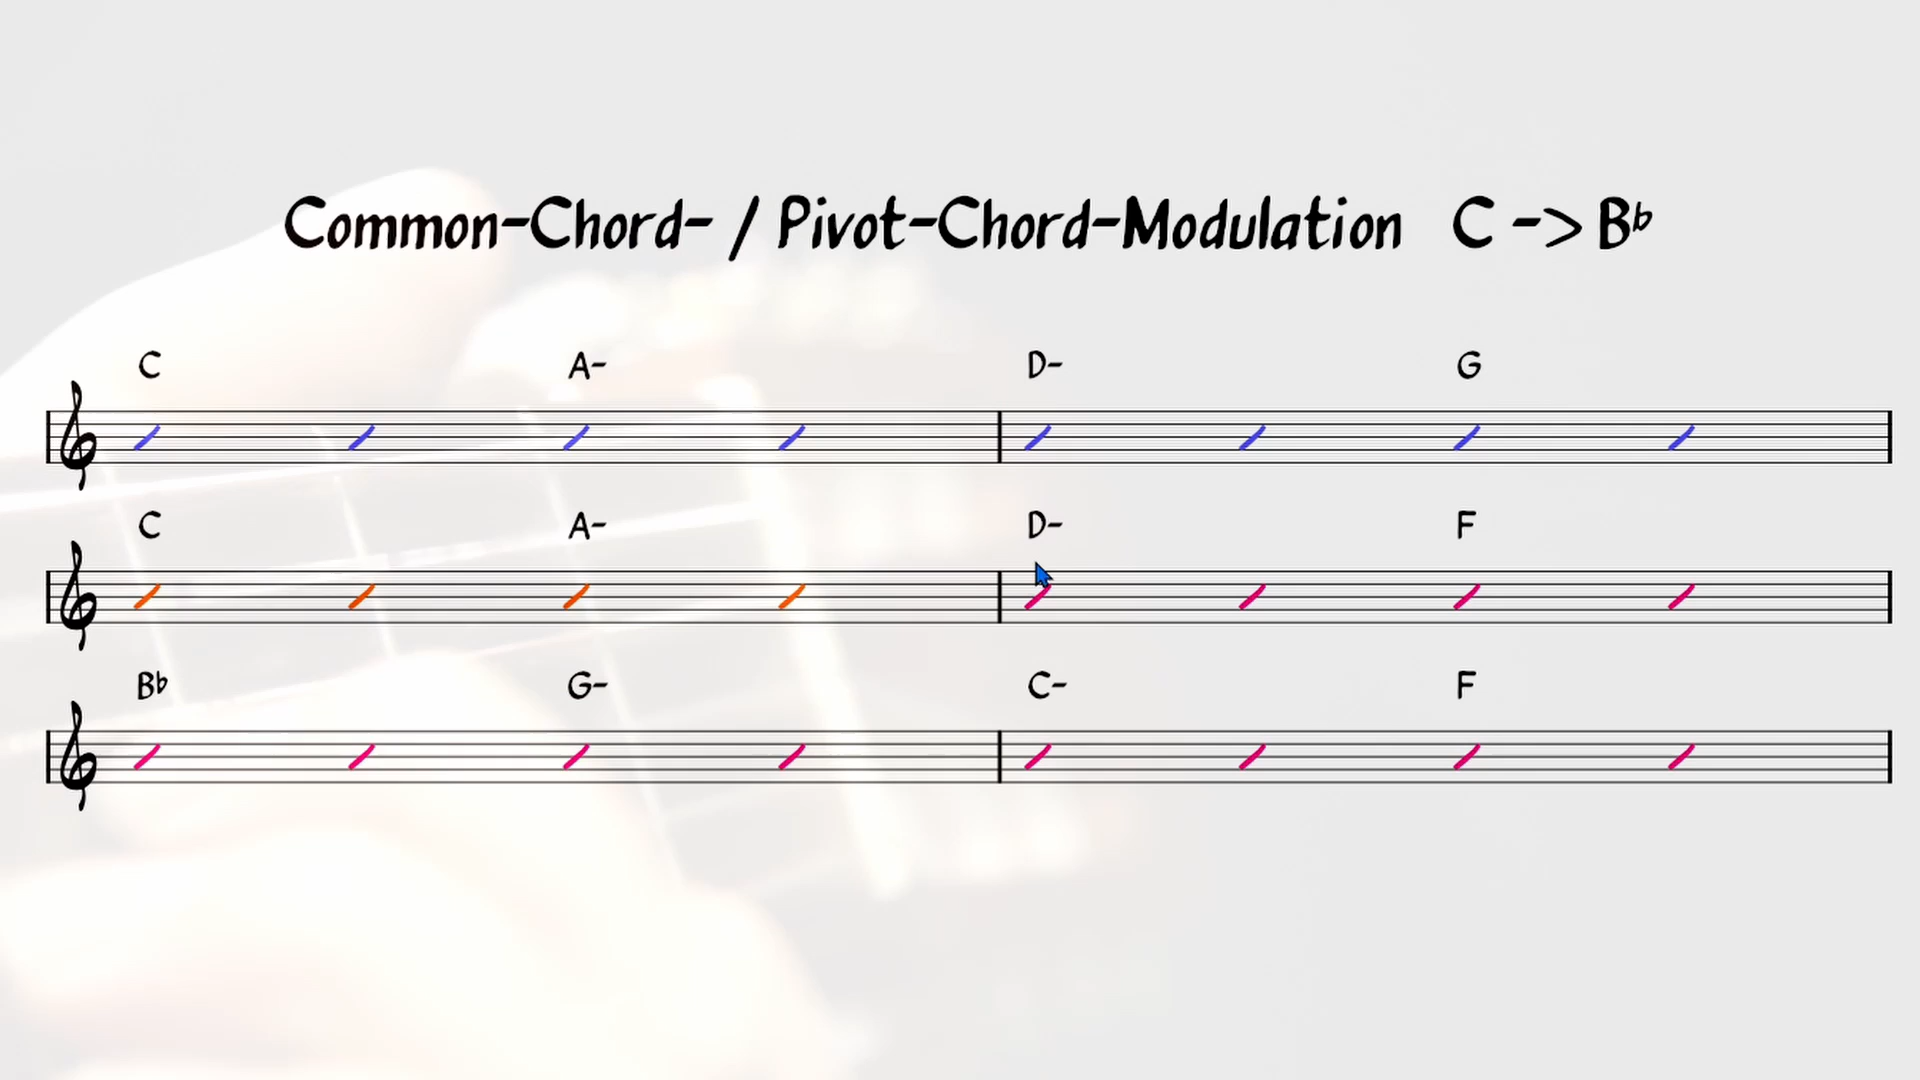 Common-Chord- / Pivot-Chord-Modulation C -> B♭
C A- D- G
C A- D- F
B♭ G- C- F